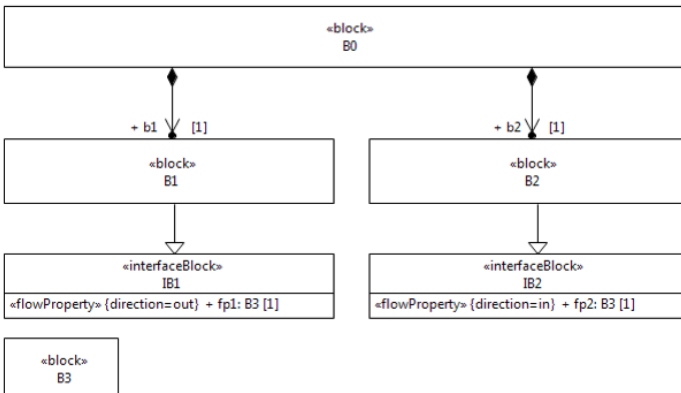 «block»
B0
+ b1 [1]
+ b2 [1]
«block»
B1
«block»
B2
«interfaceBlock»
IB1
«flowProperty» {direction=out} + fp1: B3 [1]
«interfaceBlock»
IB2
«flowProperty» {direction=in} + fp2: B3 [1]
«block»
B3